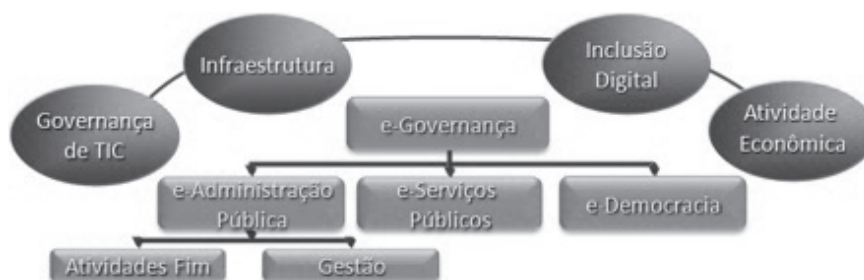 Infraestrutura
Inclusão
Digital
Governança
de TIC
e-Governança
Atividade
Econômica
e-Administração
Pública
e-Serviços
Públicos
e-Democracia
Atividades Fim
Gestão